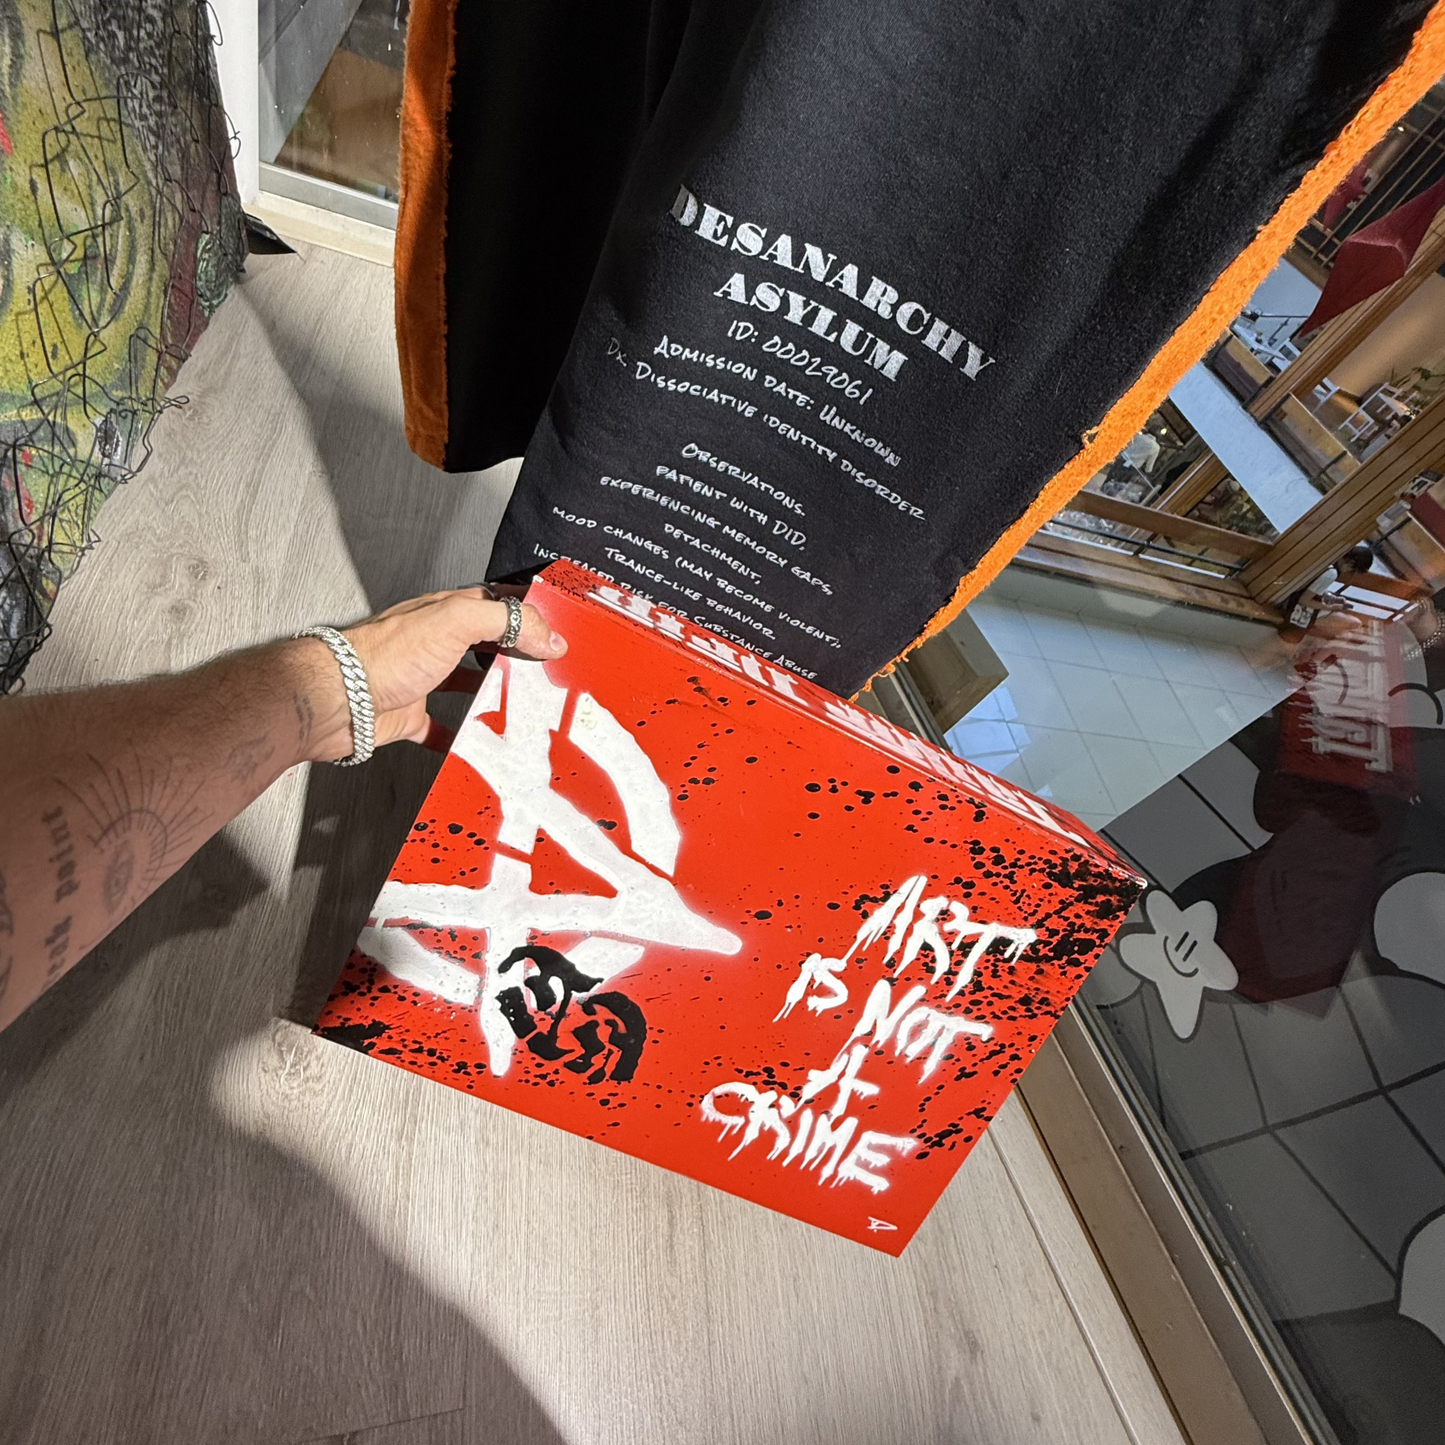 DESANARCHY
ASYLUM
ID: 00029061
ADMISSION DATE: UNKNOWN
DX. DISSOCIATIVE IDENTITY DISORDER
OBSERVATIONS.
PATIENT WITH DID,
EXPERIENCING MEMORY GAPS,
DETACHMENT,
MOOD CHANGES (MAY BECOME VIOLENT),
TRANCE-LIKE BEHAVIOR
INCREASED RISK FOR SUBSTANCE ABUSE
ART
IS NOT
A
CRIME
D.